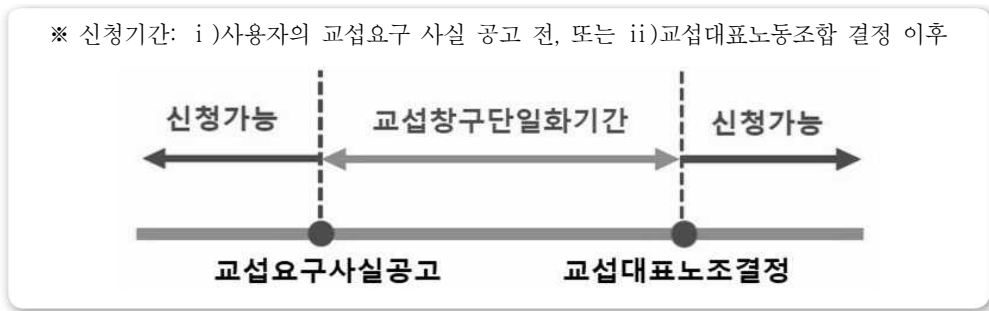 ※ 신청기간: ⅰ)사용자의 교섭요구 사실 공고 전, 또는 ⅱ)교섭대표노동조합 결정 이후
신청가능 교섭창구단일화기간 신청가능
교섭요구사실공고 교섭대표노조결정